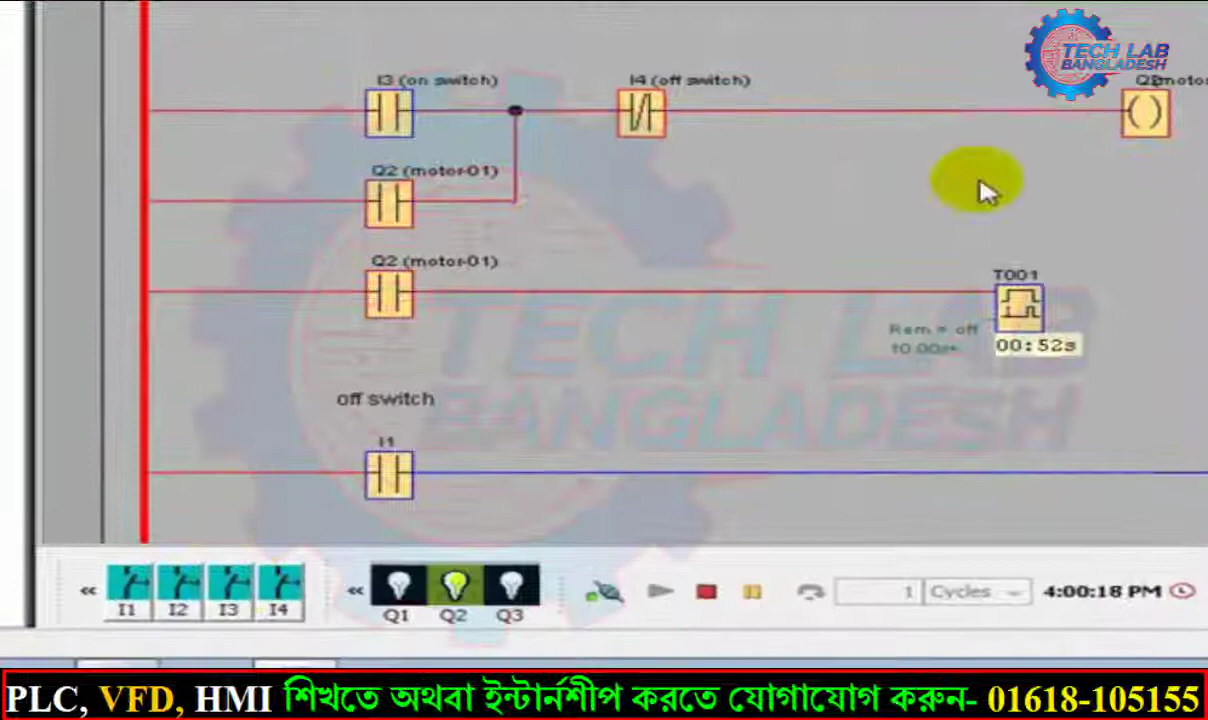 TECH LAB
BANGLADESH
I3 (on switch)
I4 (off switch)
Q2 (motor-01)
Q2 (motor-01)
T001
Rem = off
00:52s
TECH LAB
BANGLADESH
off switch
I1
I1 I2 I3 I4
Q1 Q2 Q3
1 Cycles
4:00:18 PM
PLC, VFD, HMI শিখতে অথবা ইন্টার্নশীপ করতে যোগাযোগ করুন- 01618-105155